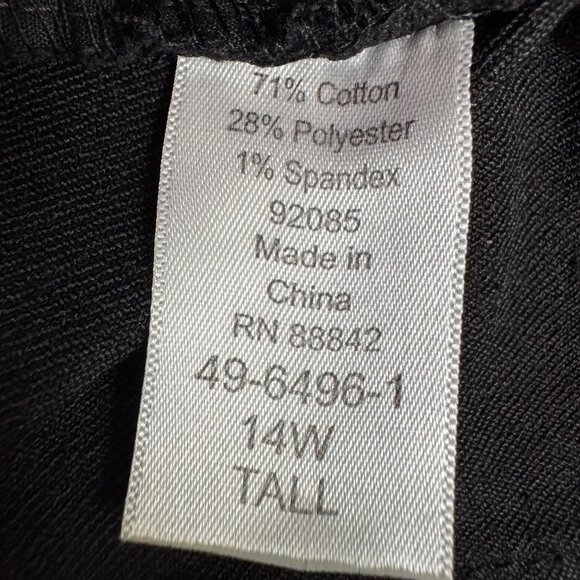 71% Cotton
28% Polyester
1% Spandex
92085
Made in
China
RN 88842
49-6496-1
14W
TALL